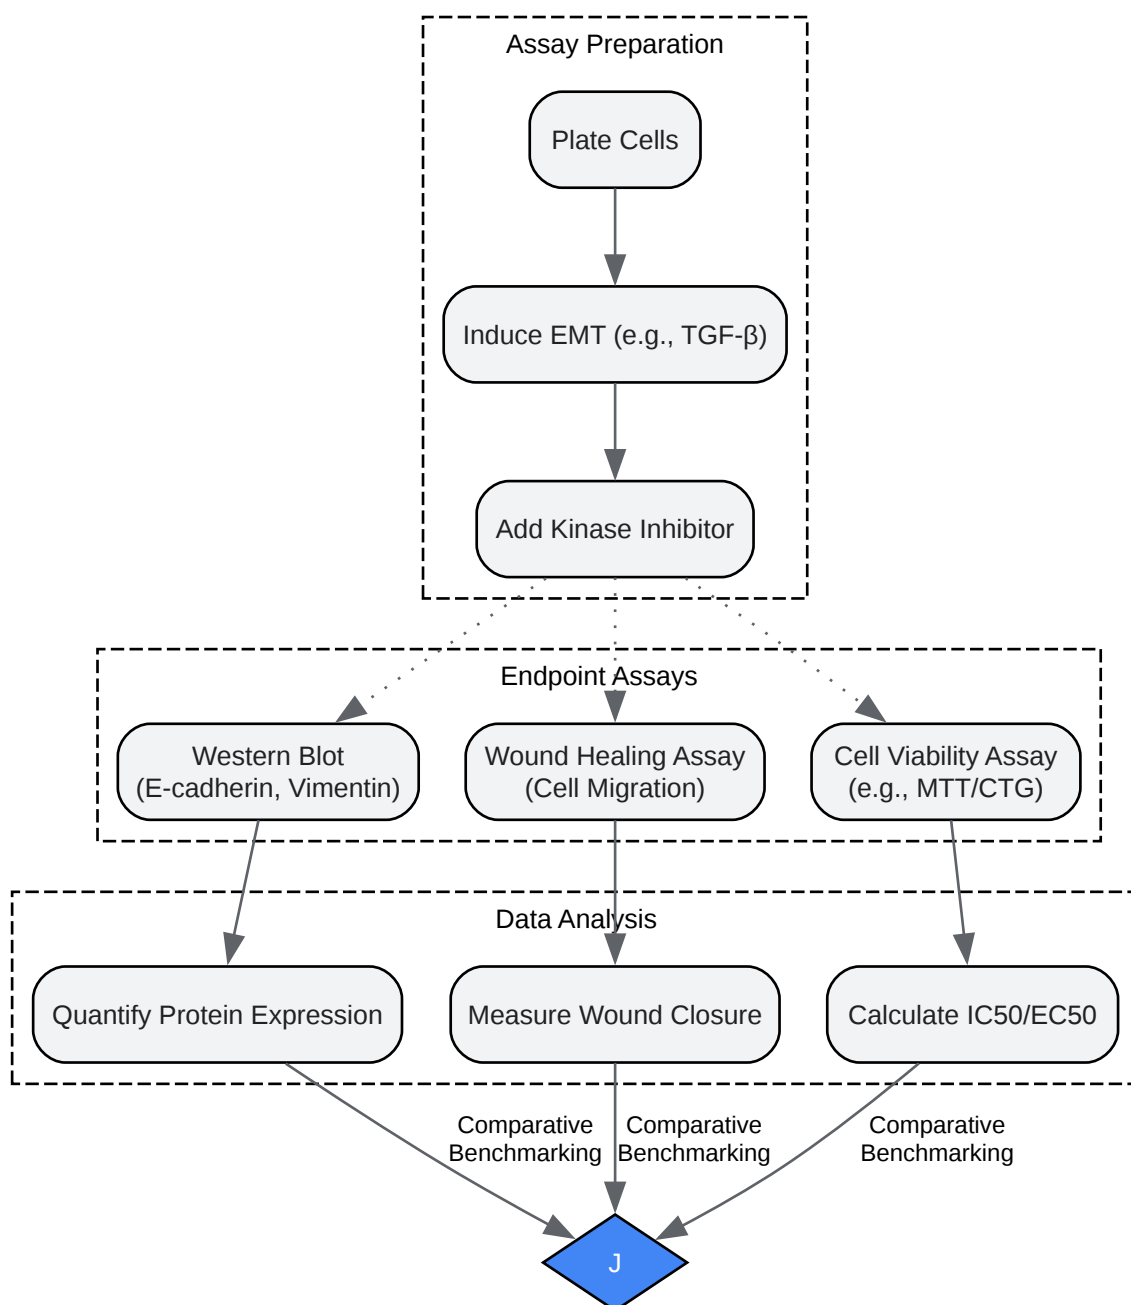 Assay Preparation
Plate Cells
Induce EMT (e.g., TGF-β)
Add Kinase Inhibitor
Endpoint Assays
Western Blot
(E-cadherin, Vimentin)
Wound Healing Assay
(Cell Migration)
Cell Viability Assay
(e.g., MTT/CTG)
Data Analysis
Quantify Protein Expression
Measure Wound Closure
Calculate IC50/EC50
Comparative
Benchmarking
Comparative
Benchmarking
Comparative
Benchmarking
J